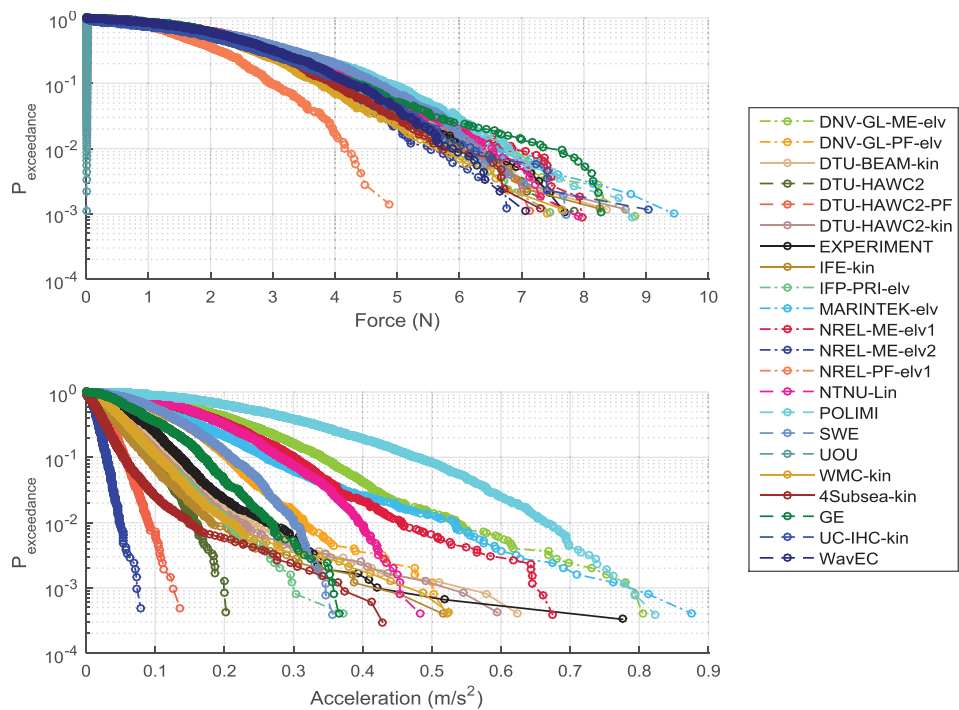 10^0
10^-1
10^-2
10^-3
10^-4
P exceedance
0 1 2 3 4 5 6 7 8 9 10
Force (N)
10^0
10^-1
10^-2
10^-3
10^-4
P exceedance
0 0.1 0.2 0.3 0.4 0.5 0.6 0.7 0.8 0.9
Acceleration (m/s^2)
DNV-GL-ME-elv
DNV-GL-PF-elv
DTU-BEAM-kin
DTU-HAWC2
DTU-HAWC2-PF
DTU-HAWC2-kin
EXPERIMENT
IFE-kin
IFP-PRI-elv
MARINTEK-elv
NREL-ME-elv1
NREL-ME-elv2
NREL-PF-elv1
NTNU-Lin
POLIMI
SWE
UOU
WMC-kin
4Subsea-kin
GE
UC-IHC-kin
WavEC